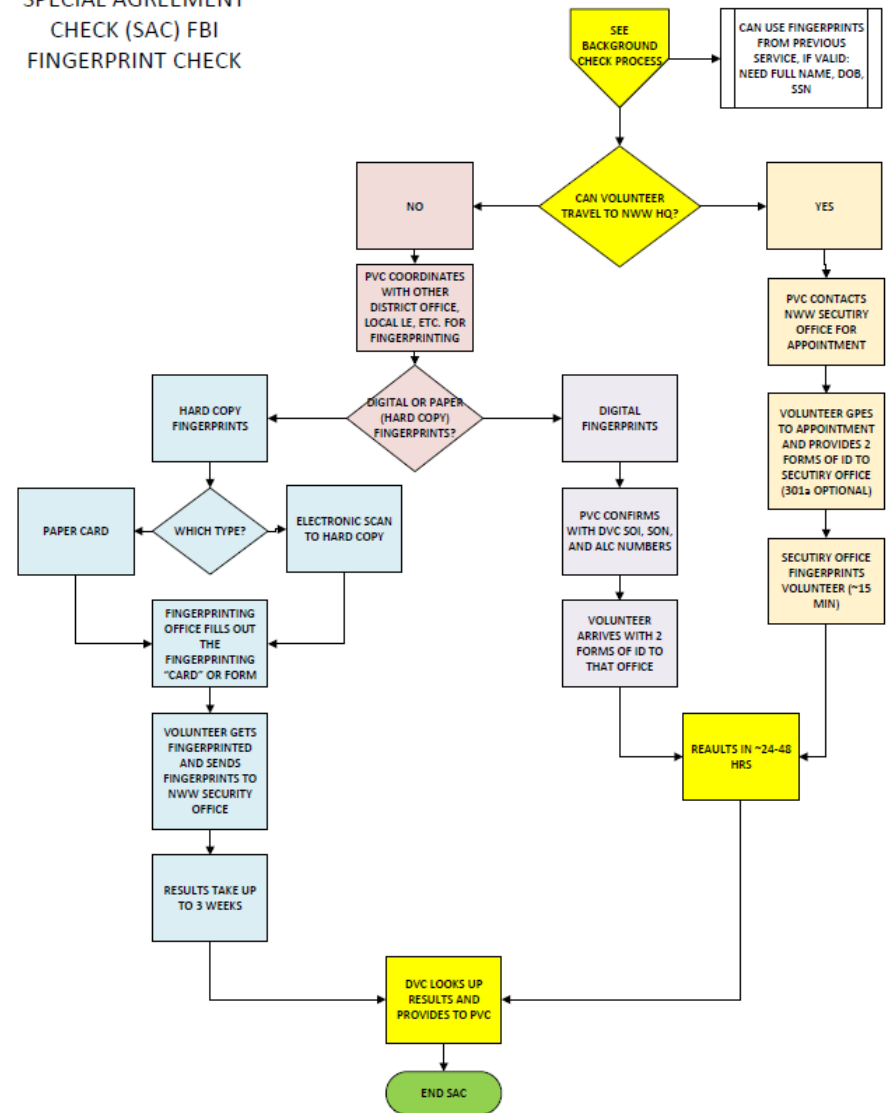 SPECIAL AGREEMENT
CHECK (SAC) FBI
FINGERPRINT CHECK
SEE
BACKGROUND
CHECK PROCESS
CAN USE FINGERPRINTS
FROM PREVIOUS
SERVICE, IF VALID:
NEED FULL NAME, DOB,
SSN
CAN VOLUNTEER
TRAVEL TO NWW HQ?
NO
YES
PVC COORDINATES
WITH OTHER
DISTRICT OFFICE,
LOCAL LE, ETC. FOR
FINGERPRINTING
PVC CONTACTS
NWW SECUTIRY
OFFICE FOR
APPOINTMENT
DIGITAL OR PAPER
(HARD COPY)
FINGERPRINTS?
HARD COPY
FINGERPRINTS
DIGITAL
FINGERPRINTS
VOLUNTEER GPES
TO APPOINTMENT
AND PROVIDES 2
FORMS OF ID TO
SECUTIRY OFFICE
(301a OPTIONAL)
PAPER CARD
WHICH TYPE?
ELECTRONIC SCAN
TO HARD COPY
PVC CONFIRMS
WITH DVC SOI, SON,
AND ALC NUMBERS
SECUTIRY OFFICE
FINGERPRINTS
VOLUNTEER (~15
MIN)
FINGERPRINTING
OFFICE FILLS OUT
THE
FINGERPRINTING
"CARD" OR FORM
VOLUNTEER
ARRIVES WITH 2
FORMS OF ID TO
THAT OFFICE
VOLUNTEER GETS
FINGERPRINTED
AND SENDS
FINGERPRINTS TO
NWW SECURITY
OFFICE
REAULTS IN ~24-48
HRS
RESULTS TAKE UP
TO 3 WEEKS
DVC LOOKS UP
RESULTS AND
PROVIDES TO PVC
END SAC